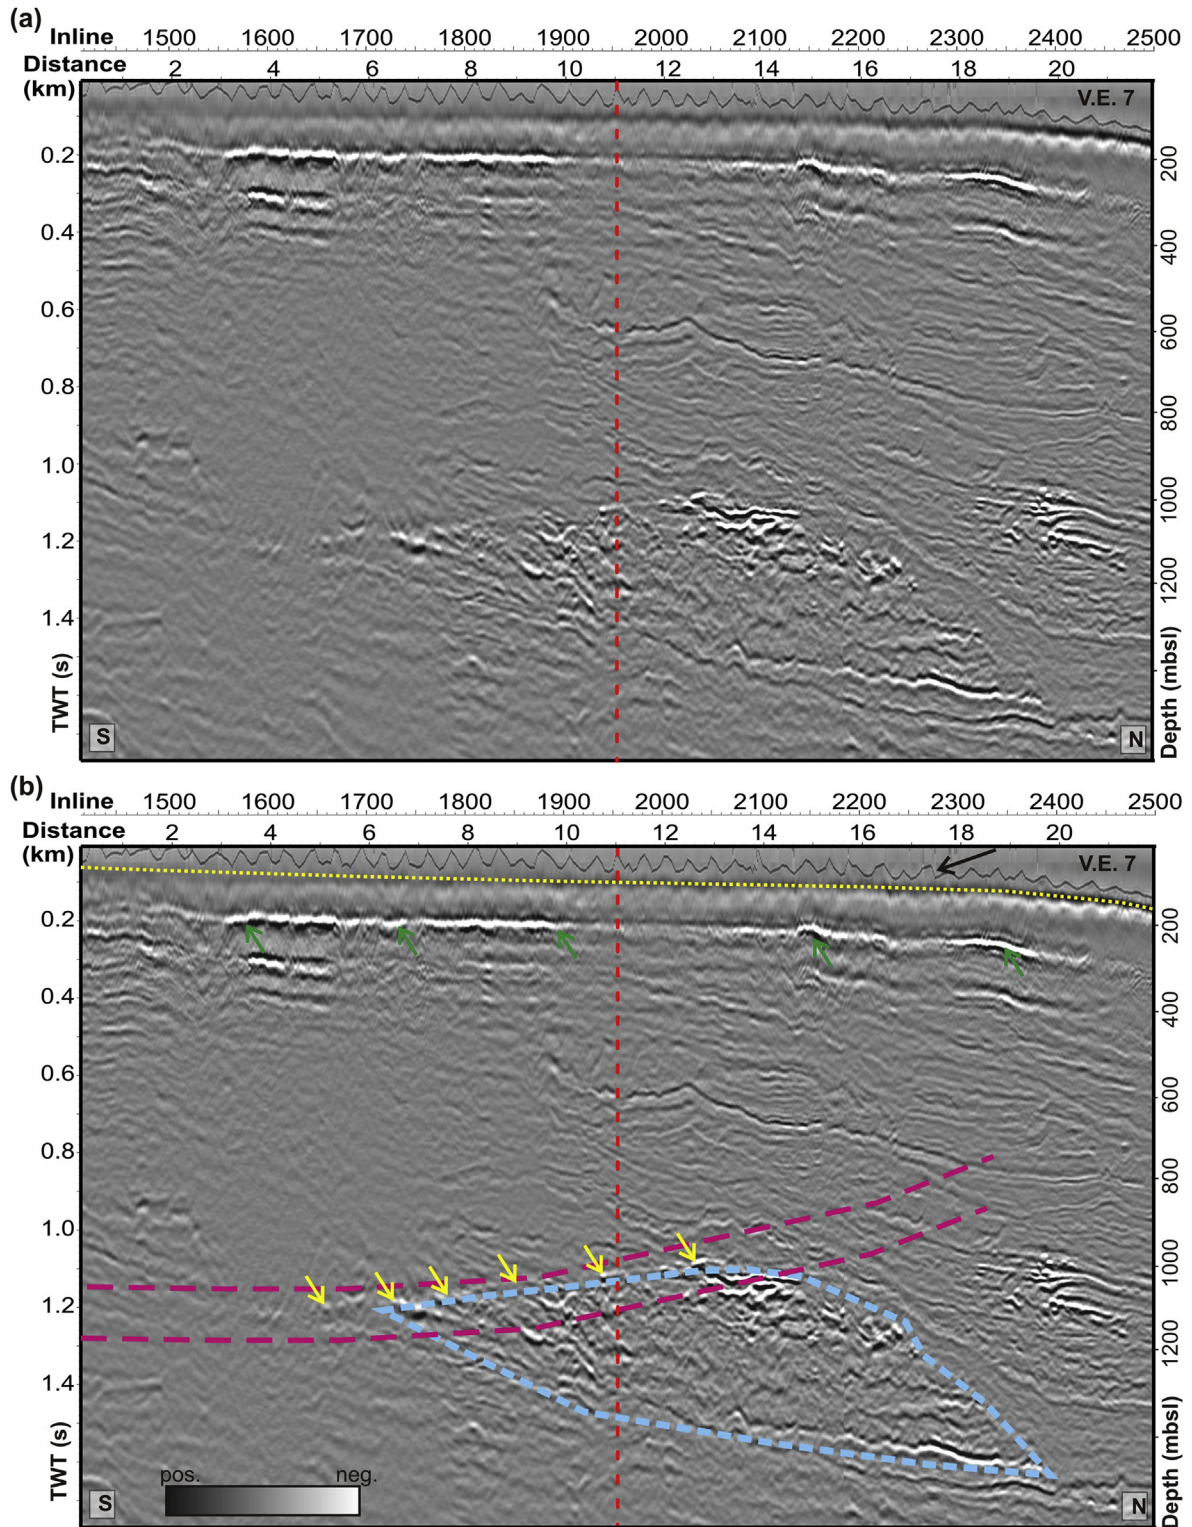 (a)
Inline 1500 1600 1700 1800 1900 2000 2100 2200 2300 2400 2500
Distance 2 4 6 8 10 12 14 16 18 20
(km)
V.E. 7
0.2
0.4
0.6
0.8
1.0
1.2
1.4
TWT (s)
200
400
600
800
1000
1200
Depth (mbsl)
S
N
(b)
Inline 1500 1600 1700 1800 1900 2000 2100 2200 2300 2400 2500
Distance 2 4 6 8 10 12 14 16 18 20
(km)
V.E. 7
0.2
0.4
0.6
0.8
1.0
1.2
1.4
TWT (s)
200
400
600
800
1000
1200
Depth (mbsl)
pos. neg.
S
N